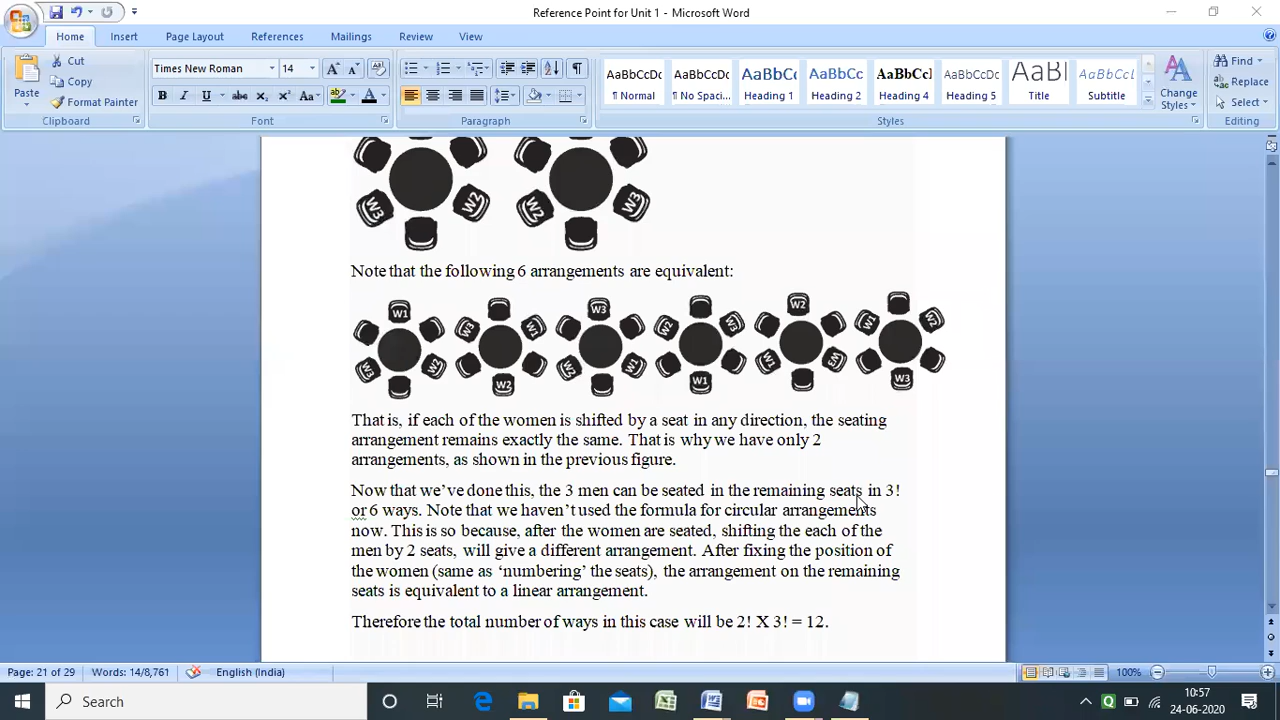 Reference Point for Unit 1 - Microsoft Word
Home Insert Page Layout References Mailings Review View
Paste
Cut
Copy
Format Painter
Clipboard
Times New Roman 14
Font
Paragraph
AaBbCcDc AaBbCcDc AaBbCc AaBbCc AaBbCcI AaBbCcDc AaBl AaBbCcI
¶ Normal ¶ No Spaci... Heading 1 Heading 2 Heading 4 Heading 5 Title Subtitle
Change Styles
Styles
Find
Replace
Select
Editing
W3 W2 W2 W3
Note that the following 6 arrangements are equivalent:
W1 W3 W2
W3 W1 W2 W3 W1 W2
W3 W2 W2 W1 W1 W3
W2 W1 W3
That is, if each of the women is shifted by a seat in any direction, the seating
arrangement remains exactly the same. That is why we have only 2
arrangements, as shown in the previous figure.
Now that we’ve done this, the 3 men can be seated in the remaining seats in 3!
or 6 ways. Note that we haven’t used the formula for circular arrangements
now. This is so because, after the women are seated, shifting the each of the
men by 2 seats, will give a different arrangement. After fixing the position of
the women (same as ‘numbering’ the seats), the arrangement on the remaining
seats is equivalent to a linear arrangement.
Therefore the total number of ways in this case will be 2! X 3! = 12.
Page: 21 of 29 Words: 14/8,761 English (India) 100%
Search
10:57
24-06-2020